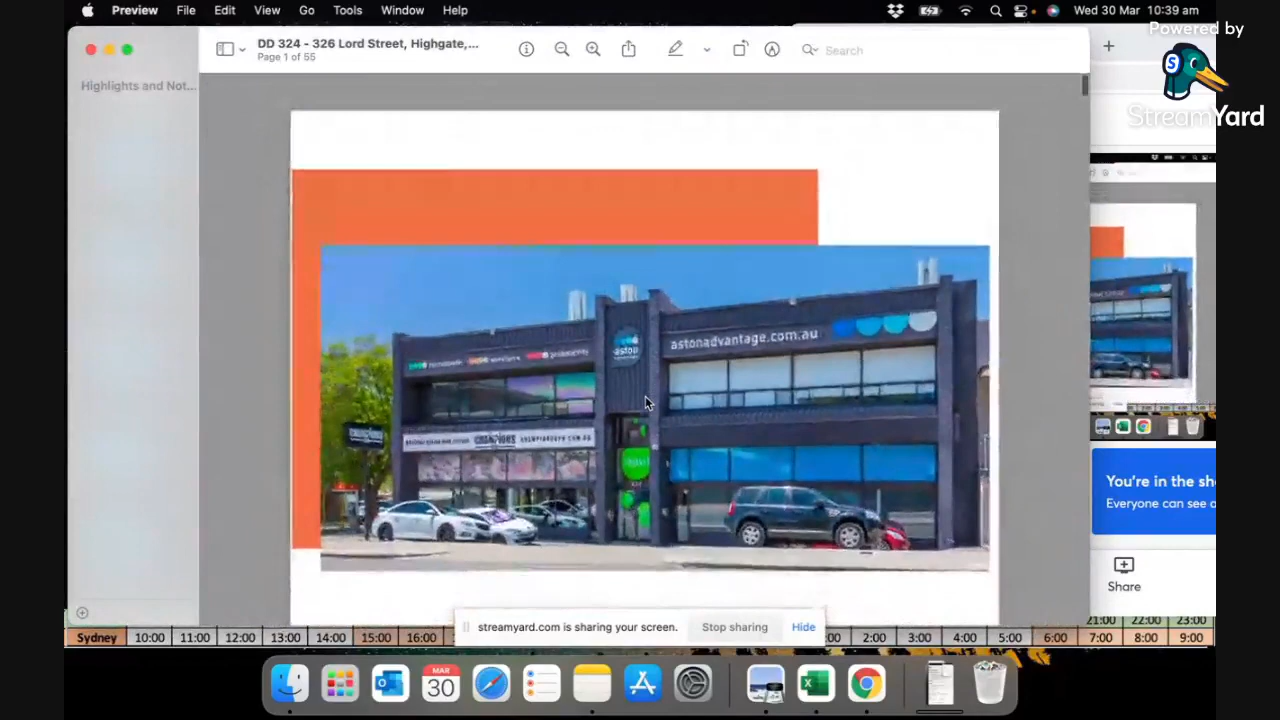 Preview File Edit View Go Tools Window Help Wed 30 Mar 10:39 am
Powered by
StreamYard
DD 324 - 326 Lord Street, Highgate,...
Page 1 of 55
Search
Highlights and Not...
astonadvantage.com.au
aston
CHAMPIONS
You're in the sh
Everyone can see a
Share
streamyard.com is sharing your screen. Stop sharing Hide
21:00 22:00 23:00
Sydney 10:00 11:00 12:00 13:00 14:00 15:00 16: :00 2:00 3:00 4:00 5:00 6:00 7:00 8:00 9:00
MAR
30